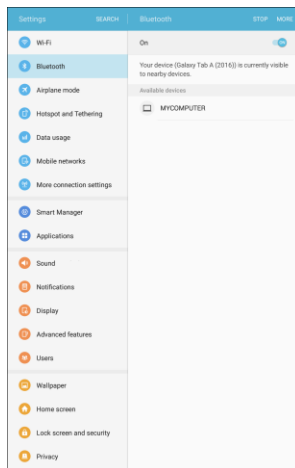 Settings
SEARCH
Wi-Fi
Bluetooth
Airplane mode
Hotspot and Tethering
Data usage
Mobile networks
More connection settings
Smart Manager
Applications
Sound
Notifications
Display
Advanced features
Users
Wallpaper
Home screen
Lock screen and security
Privacy
Bluetooth
STOP
MORE
On
ON
Your device (Galaxy Tab A (2016)) is currently visible
to nearby devices.
Available devices
MYCOMPUTER